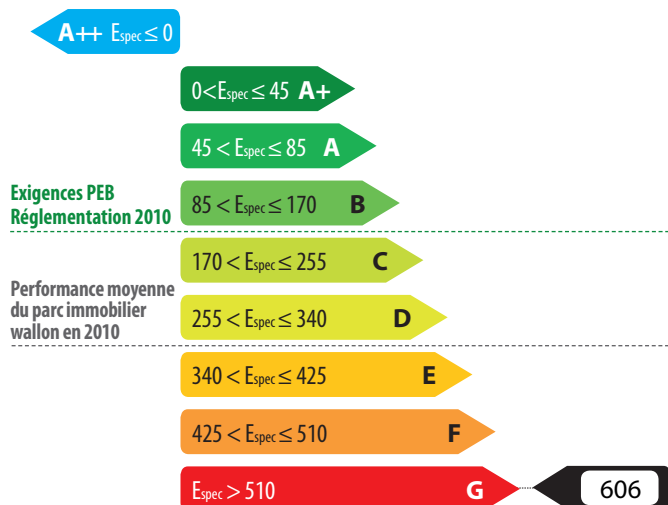 A++ Espec ≤ 0
0<Espec ≤ 45 A+
45 < Espec ≤ 85 A
Exigences PEB
Réglementation 2010
85 < Espec ≤ 170 B
170 < Espec ≤ 255 C
Performance moyenne
du parc immobilier
wallon en 2010
255 < Espec ≤ 340 D
340 < Espec ≤ 425 E
425 < Espec ≤ 510 F
Espec > 510 G 606